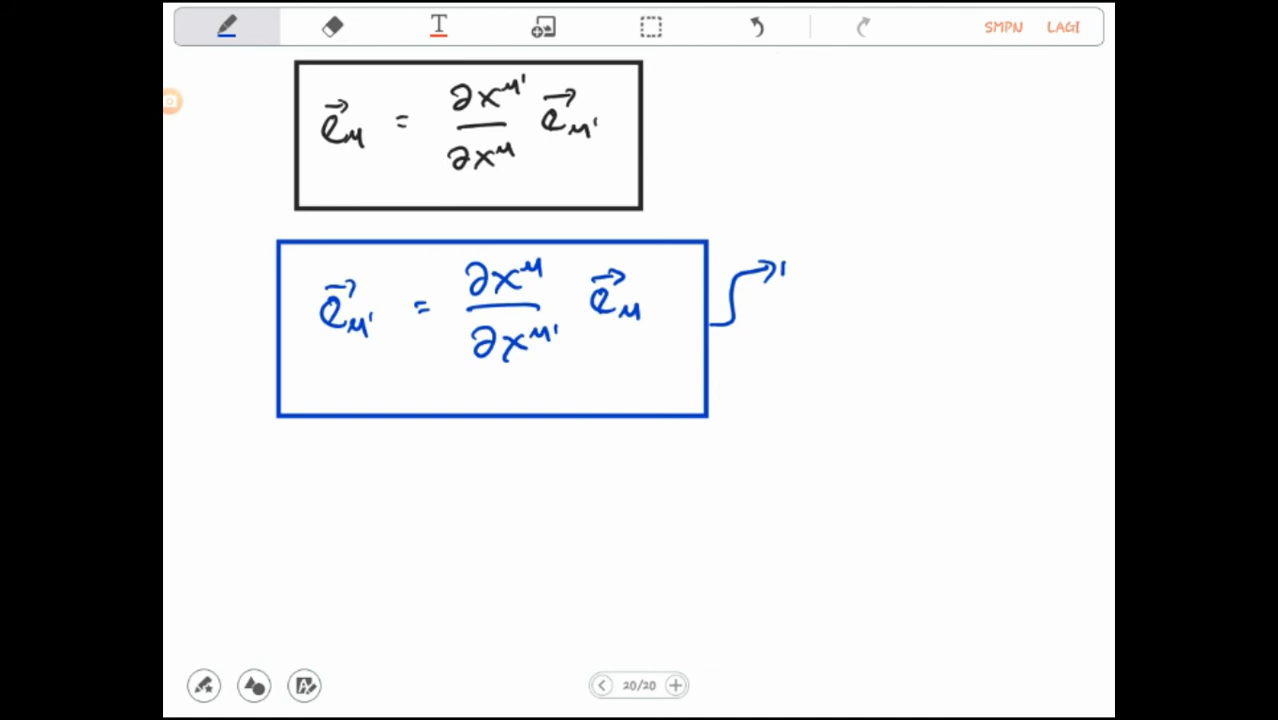 SMPN LAGI
e⃗_μ = ∂x^μ' / ∂x^μ e⃗_μ'
e⃗_μ' = ∂x^μ / ∂x^μ' e⃗_μ
20/20